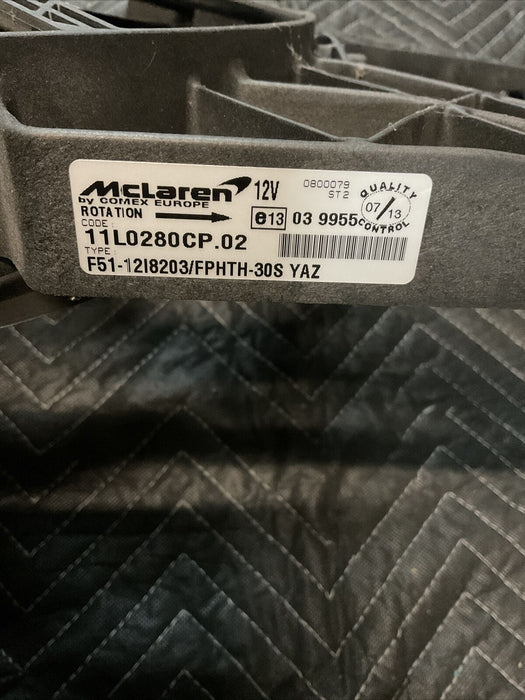 McLaren 12V
by COMEX EUROPE
0800079
ST2
QUALITY
07/13
CONTROL
ROTATION
e13 03 9955
CODE:
11L0280CP.02
TYPE:
F51-12I8203/FPHTH-30S YAZ